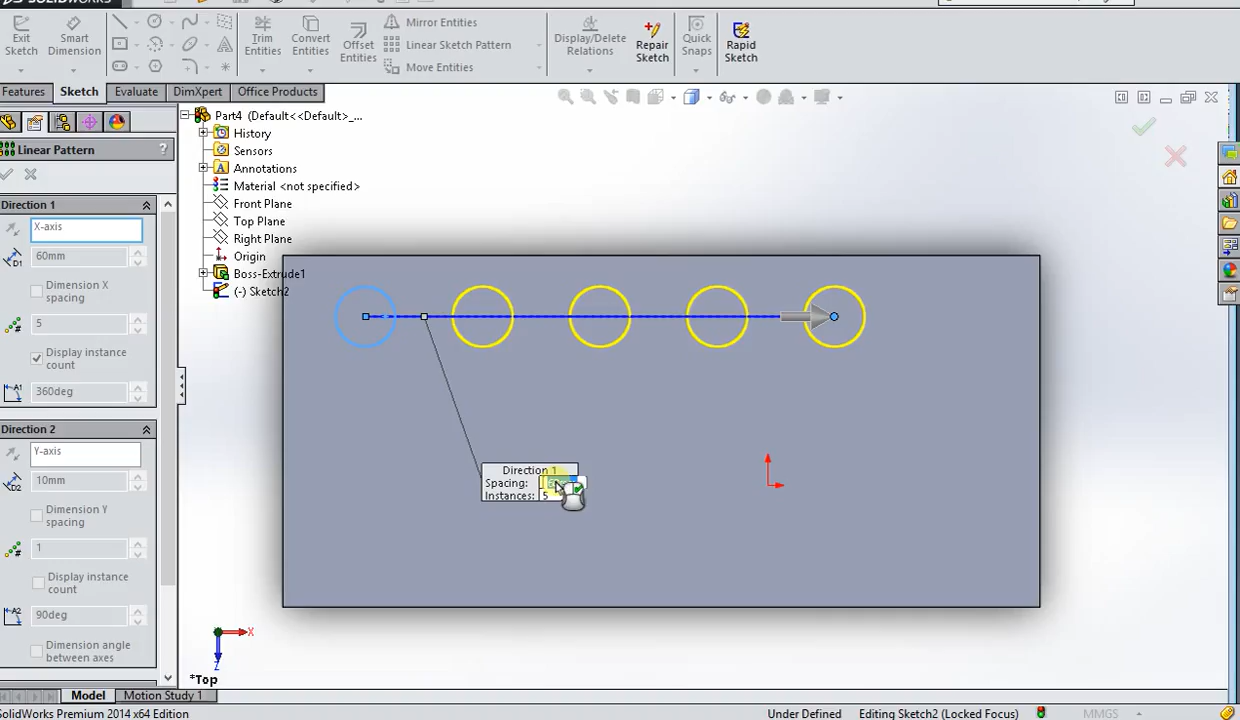 SOLIDWORKS
Exit Sketch
Smart Dimension
Trim Entities
Convert Entities
Offset Entities
Mirror Entities
Linear Sketch Pattern
Move Entities
Display/Delete Relations
Repair Sketch
Quick Snaps
Rapid Sketch
Features
Sketch
Evaluate
DimXpert
Office Products
Linear Pattern
?
Direction 1
X-axis
60mm
Dimension X spacing
5
Display instance count
360deg
Direction 2
Y-axis
10mm
Dimension Y spacing
1
Display instance count
90deg
Dimension angle between axes
Part4 (Default<<Default>_...
History
Sensors
Annotations
Material <not specified>
Front Plane
Top Plane
Right Plane
Origin
Boss-Extrude1
(-) Sketch2
Direction 1
Spacing:
Instances: 5
X
Z
*Top
Model
Motion Study 1
SolidWorks Premium 2014 x64 Edition
Under Defined
Editing Sketch2 (Locked Focus)
MMGS